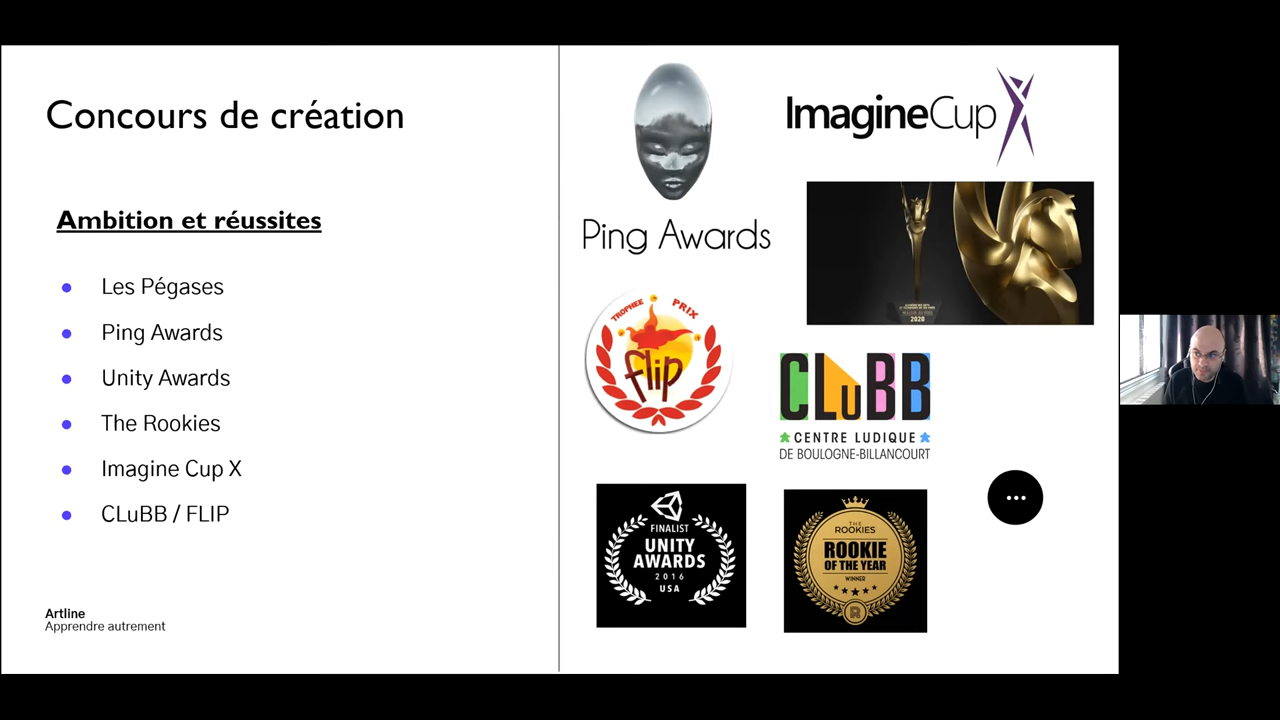 Concours de création
Ambition et réussites
Les Pégases
Ping Awards
Unity Awards
The Rookies
Imagine Cup X
CLuBB / FLIP
Artline
Apprendre autrement
Ping Awards
ImagineCup
2020
TROPHEE PRIX
flip
CLuBB
CENTRE LUDIQUE
DE BOULOGNE-BILLANCOURT
FINALIST
UNITY
AWARDS
2016
USA
THE
ROOKIES
ROOKIE
OF THE YEAR
WINNER
R